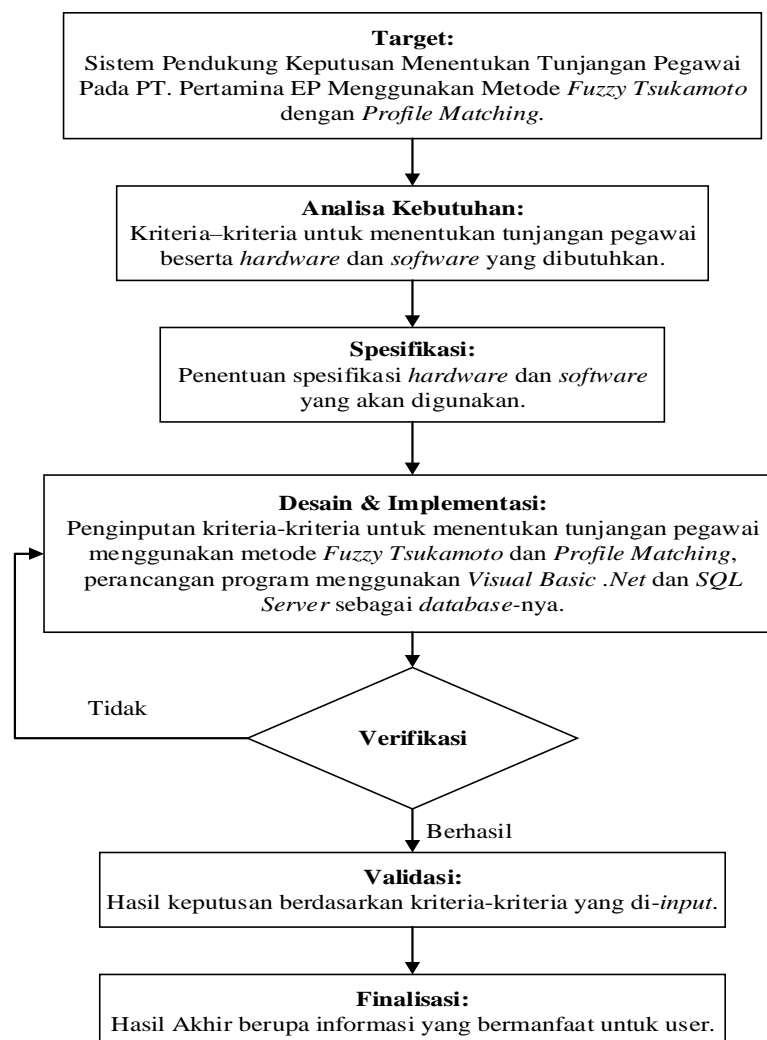 Target:
Sistem Pendukung Keputusan Menentukan Tunjangan Pegawai
Pada PT. Pertamina EP Menggunakan Metode Fuzzy Tsukamoto
dengan Profile Matching.
Analisa Kebutuhan:
Kriteria–kriteria untuk menentukan tunjangan pegawai
beserta hardware dan software yang dibutuhkan.
Spesifikasi:
Penentuan spesifikasi hardware dan software
yang akan digunakan.
Desain & Implementasi:
Penginputan kriteria-kriteria untuk menentukan tunjangan pegawai
menggunakan metode Fuzzy Tsukamoto dan Profile Matching,
perancangan program menggunakan Visual Basic .Net dan SQL
Server sebagai database-nya.
Tidak
Verifikasi
Berhasil
Validasi:
Hasil keputusan berdasarkan kriteria-kriteria yang di-input.
Finalisasi:
Hasil Akhir berupa informasi yang bermanfaat untuk user.